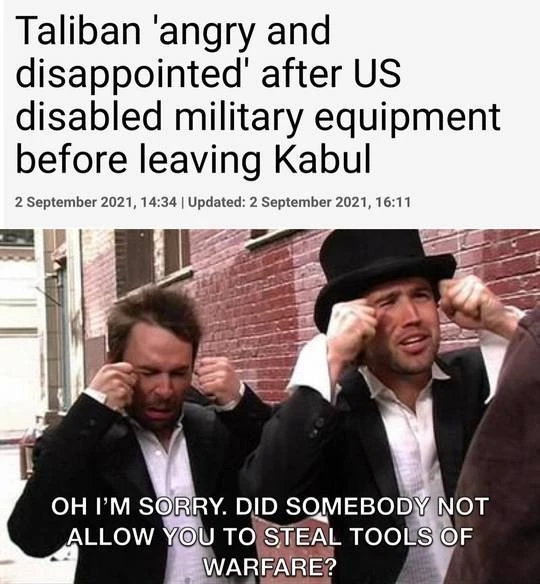 Taliban 'angry and
disappointed' after US
disabled military equipment
before leaving Kabul
2 September 2021, 14:34 | Updated: 2 September 2021, 16:11
OH I’M SORRY. DID SOMEBODY NOT
ALLOW YOU TO STEAL TOOLS OF
WARFARE?